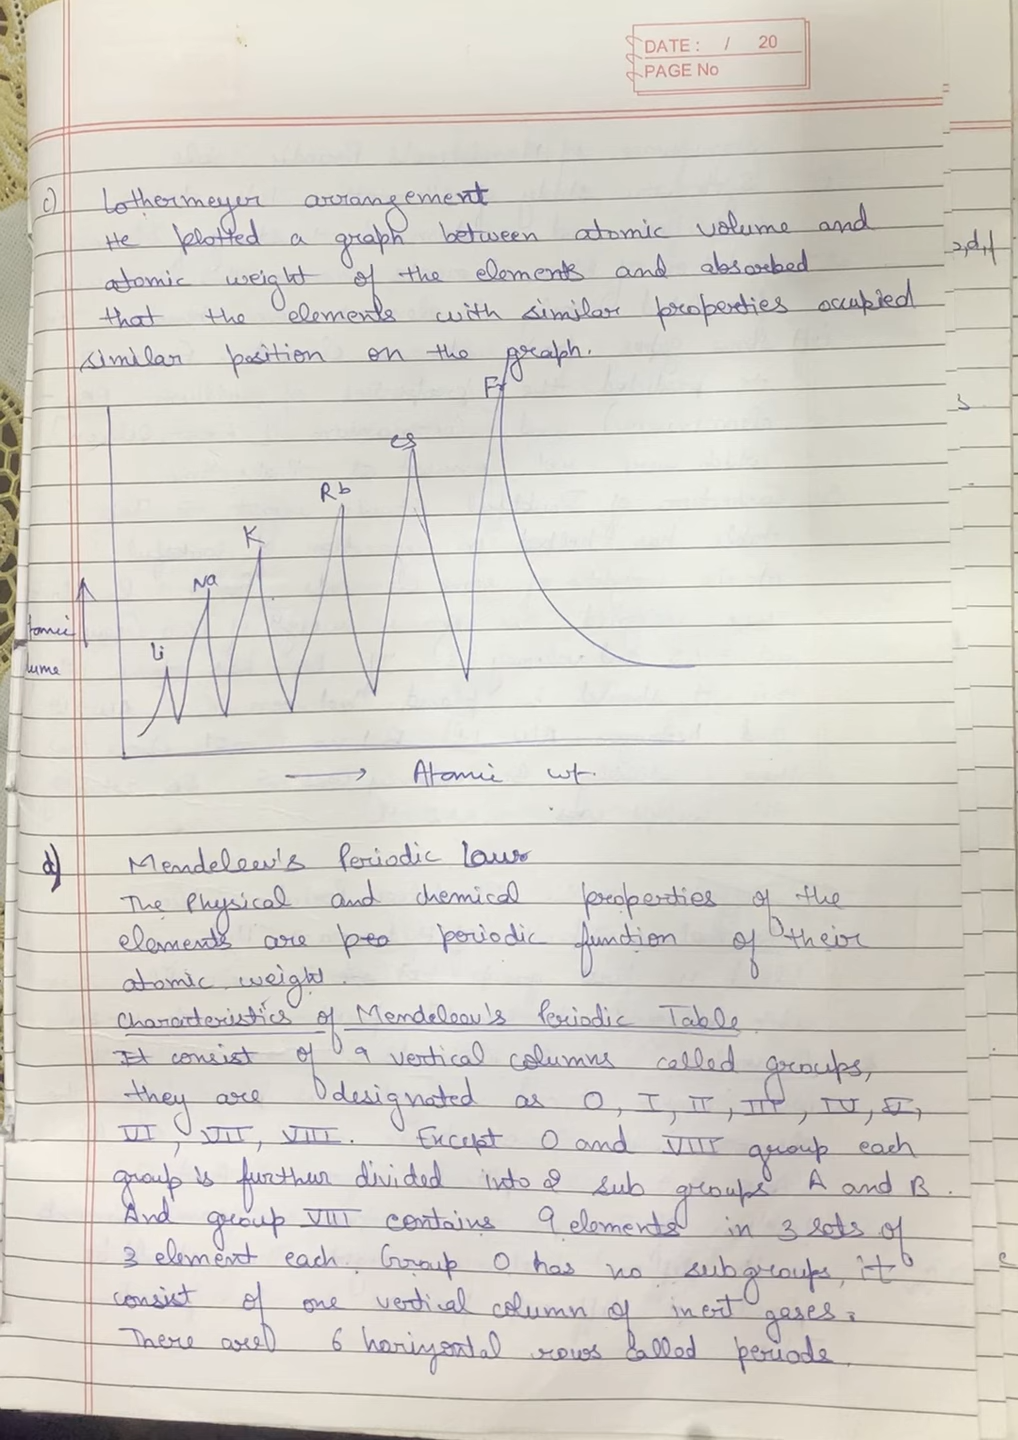 DATE : / 20
PAGE No
c) Lothermeyer arrangement
He plotted a graph between atomic volume and
atomic weight of the elements and absorbed
that the elements with similar properties occupied
similar position on the graph.
Fr
Cs
Rb
K
Na
Li
tomic
lume
Atomic wt.
d) Mendeleev's Periodic Law
The Physical and chemical properties of the
elements are peo periodic function of their
atomic weight.
Characteristics of Mendeleav's Periodic Table
It consist of 9 vertical columns called groups,
they are designated as O, I, II, III, IV, V,
VI, VII, VIII. Except O and VIII group each
group is further divided into 2 sub groups A and B.
And group VIII contains 9 elements in 3 sets of
3 element each. Group O has no subgroups, it
consist of one vertical column of inert gases.
There are 6 horizontal rows called periods.